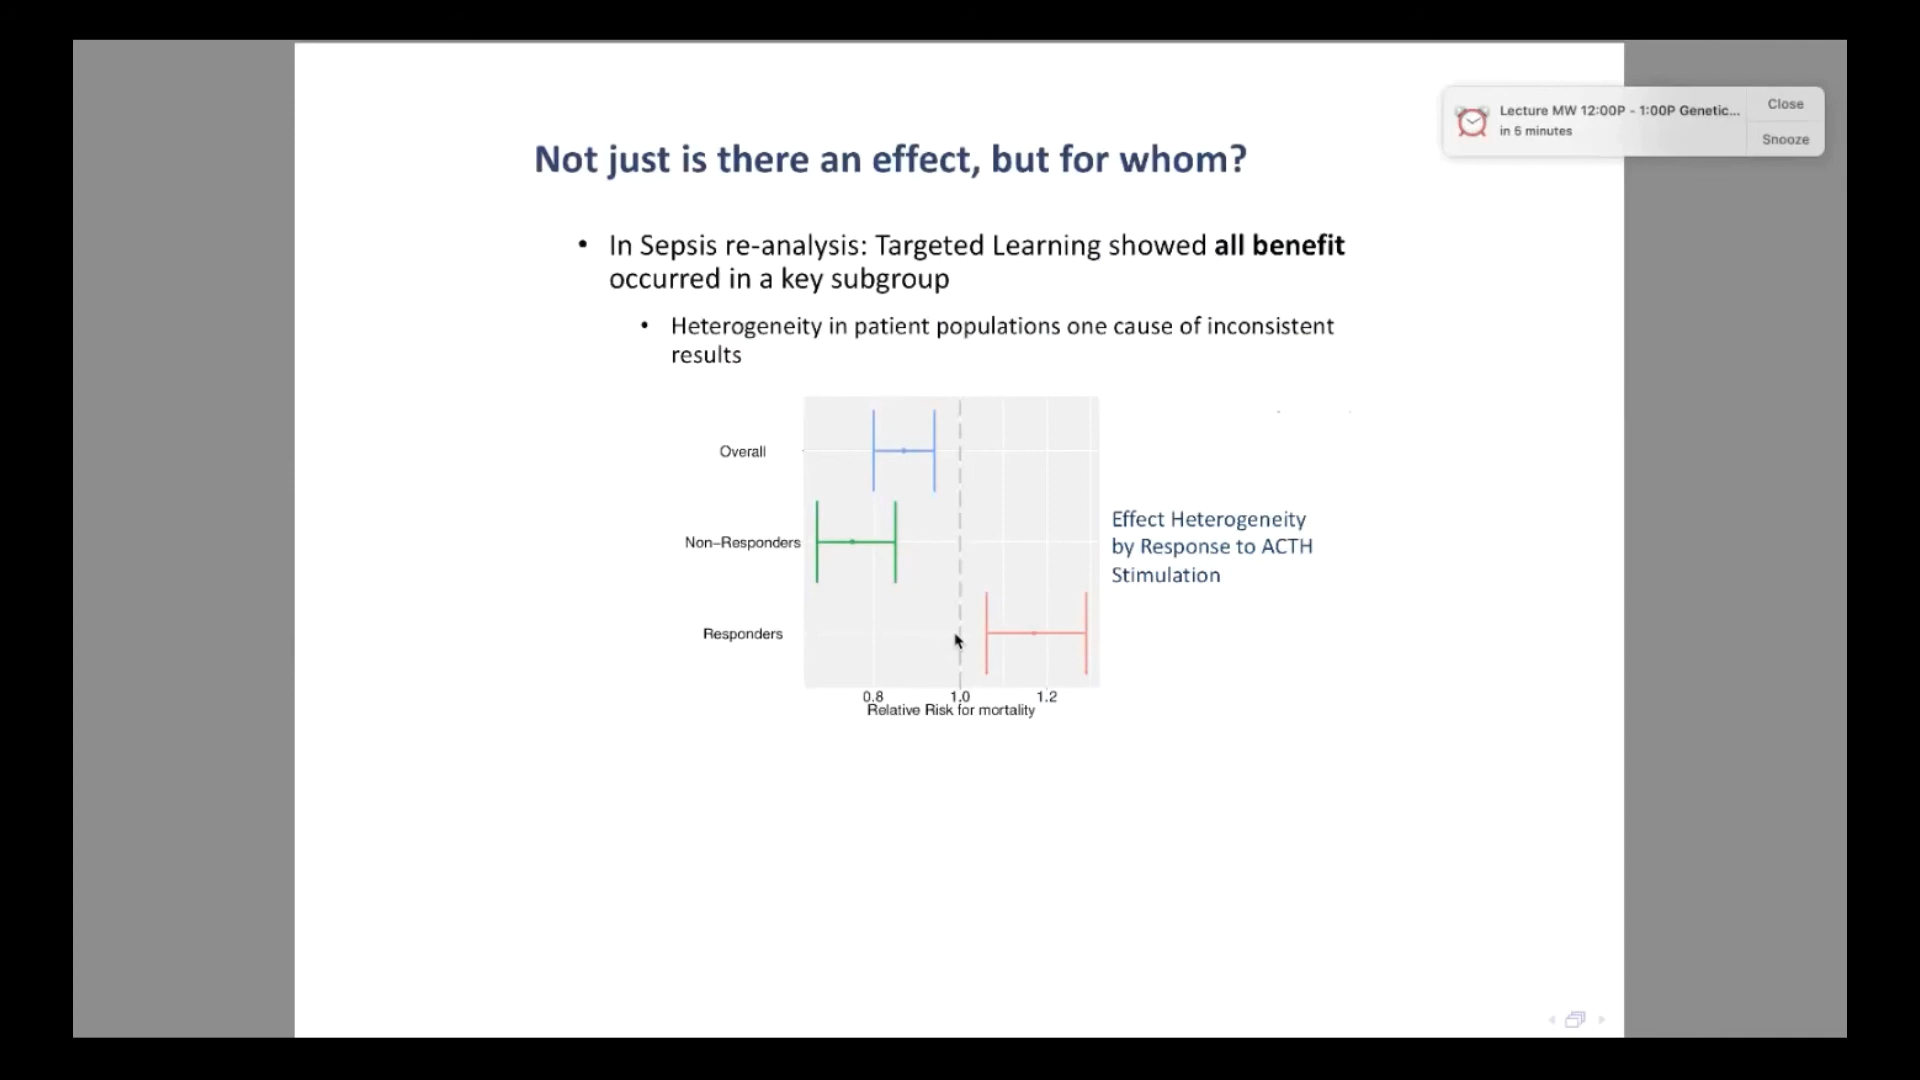 Lecture MW 12:00P - 1:00P Genetic...
in 6 minutes
Close
Snooze
Not just is there an effect, but for whom?
• In Sepsis re-analysis: Targeted Learning showed all benefit
occurred in a key subgroup
• Heterogeneity in patient populations one cause of inconsistent
results
Overall
Non–Responders
Responders
0.8 1.0 1.2
Relative Risk for mortality
Effect Heterogeneity
by Response to ACTH
Stimulation